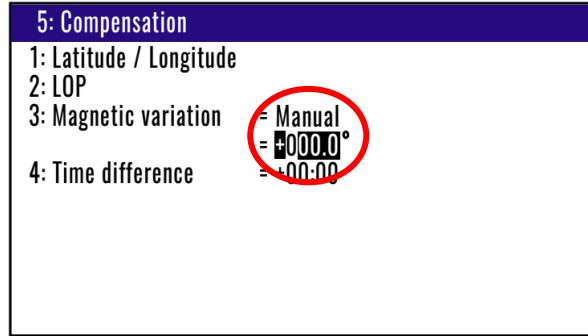 5: Compensation
1: Latitude / Longitude
2: LOP
3: Magnetic variation = Manual
= +000.0°
4: Time difference = +00:00